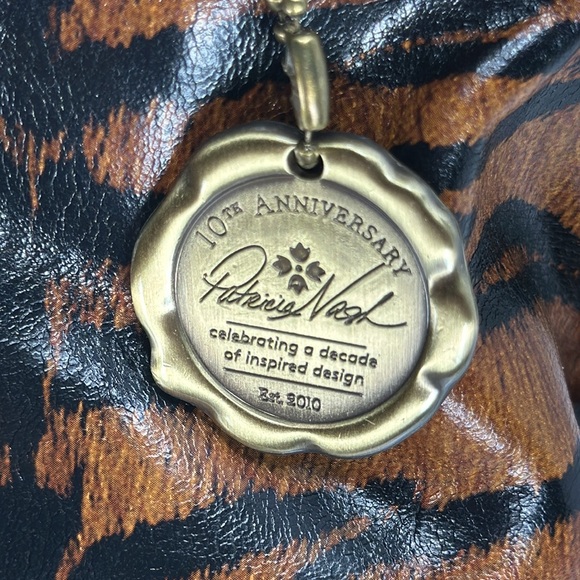 10TH ANNIVERSARY
Patricia Nash
celebrating a decade
of inspired design
Est. 2010